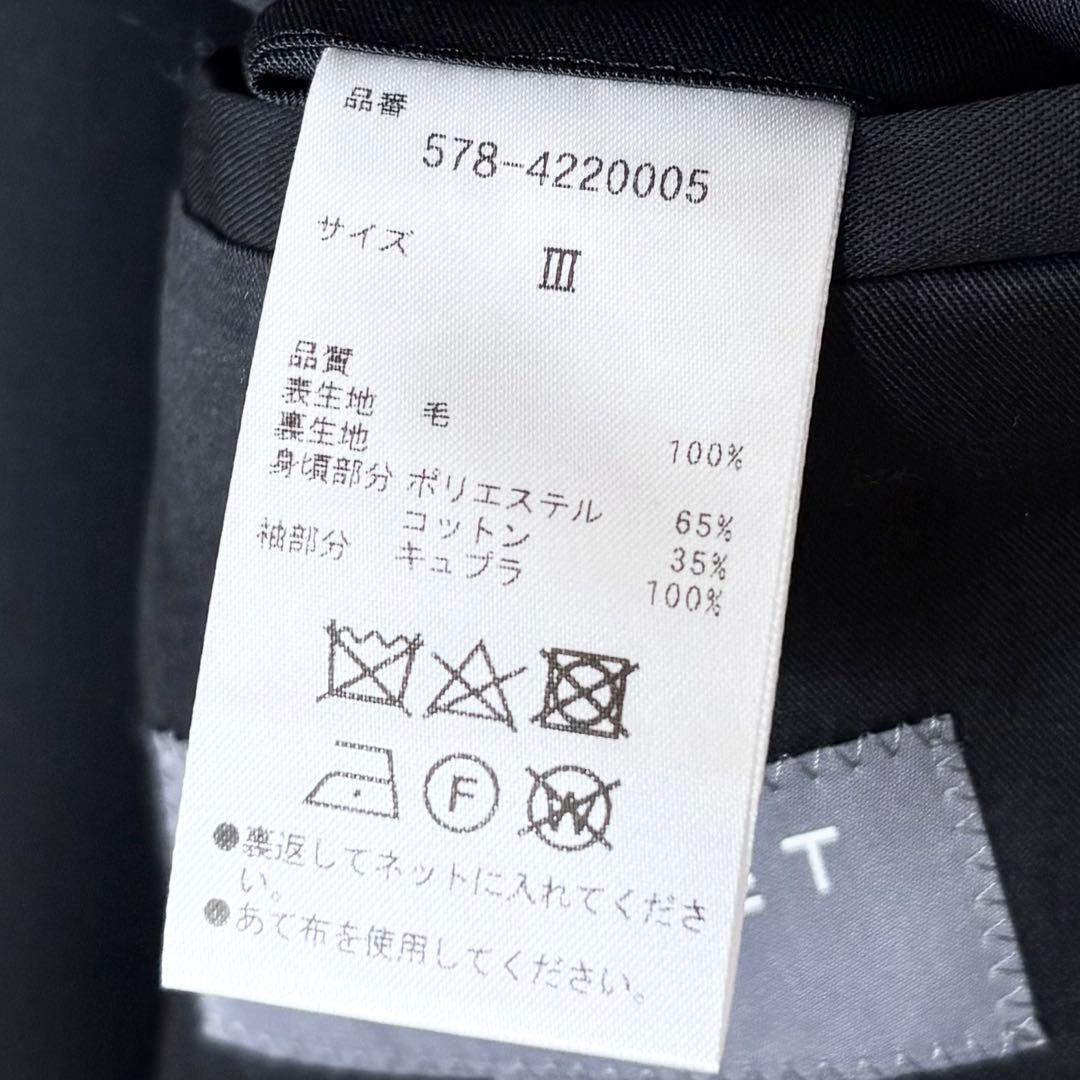 品番
578-4220005
サイズ
Ⅲ
品質
表生地 毛 100%
裏生地
身頃部分 ポリエステル 65%
コットン 35%
袖部分 キュプラ 100%
F
W
●裏返してネットに入れてくださ
い。
●あて布を使用してください。
T